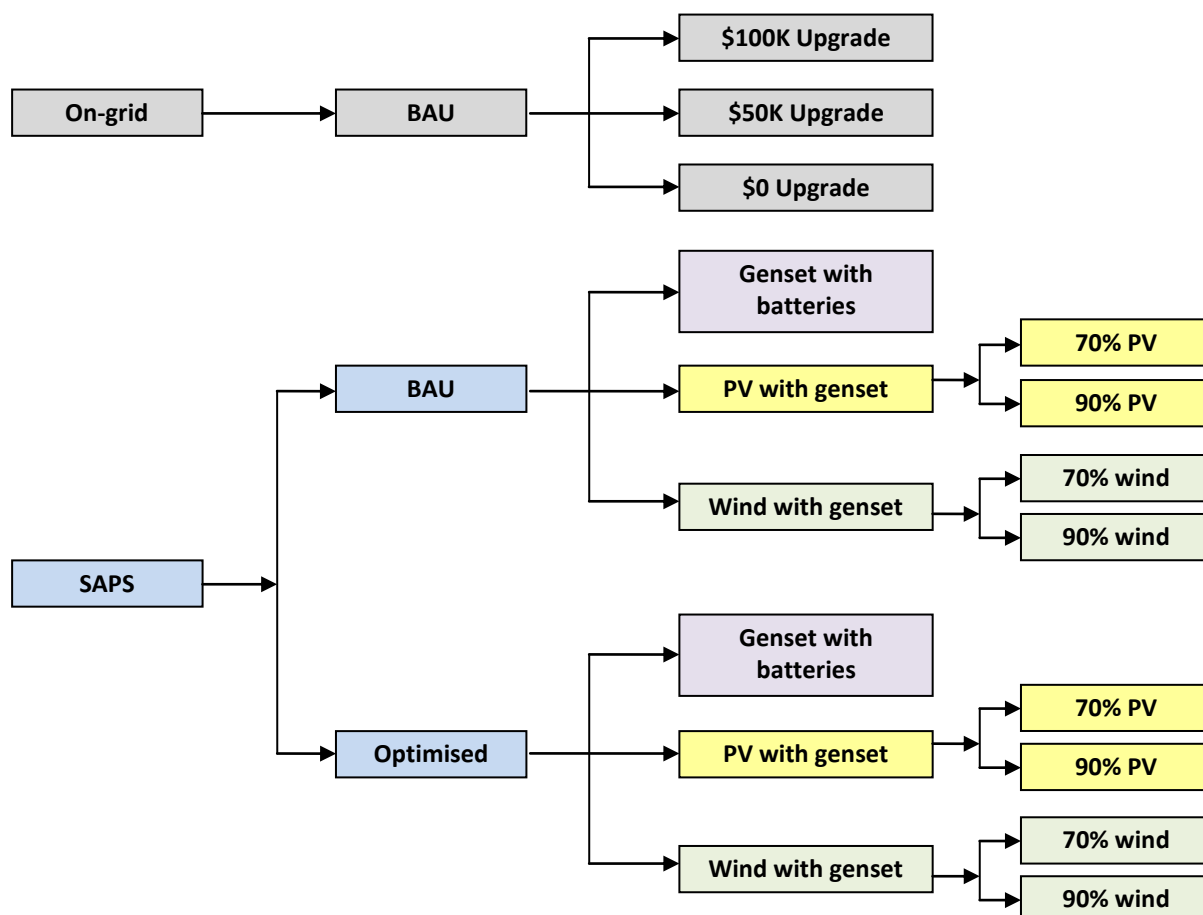 $100K Upgrade
On-grid
BAU
$50K Upgrade
$0 Upgrade
Genset with
batteries
70% PV
BAU
PV with genset
90% PV
70% wind
Wind with genset
90% wind
SAPS
Genset with
batteries
70% PV
Optimised
PV with genset
90% PV
70% wind
Wind with genset
90% wind